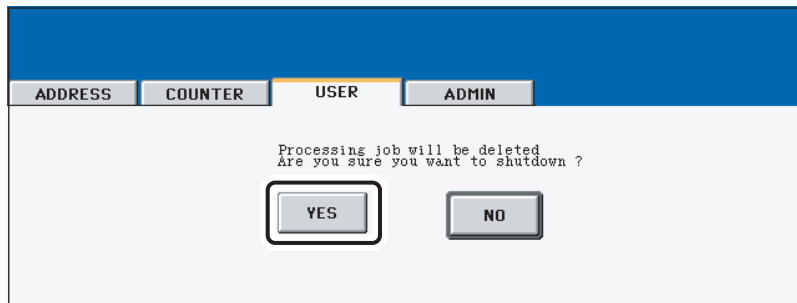 ADDRESS COUNTER USER ADMIN
Processing job will be deleted
Are you sure you want to shutdown ?
YES NO